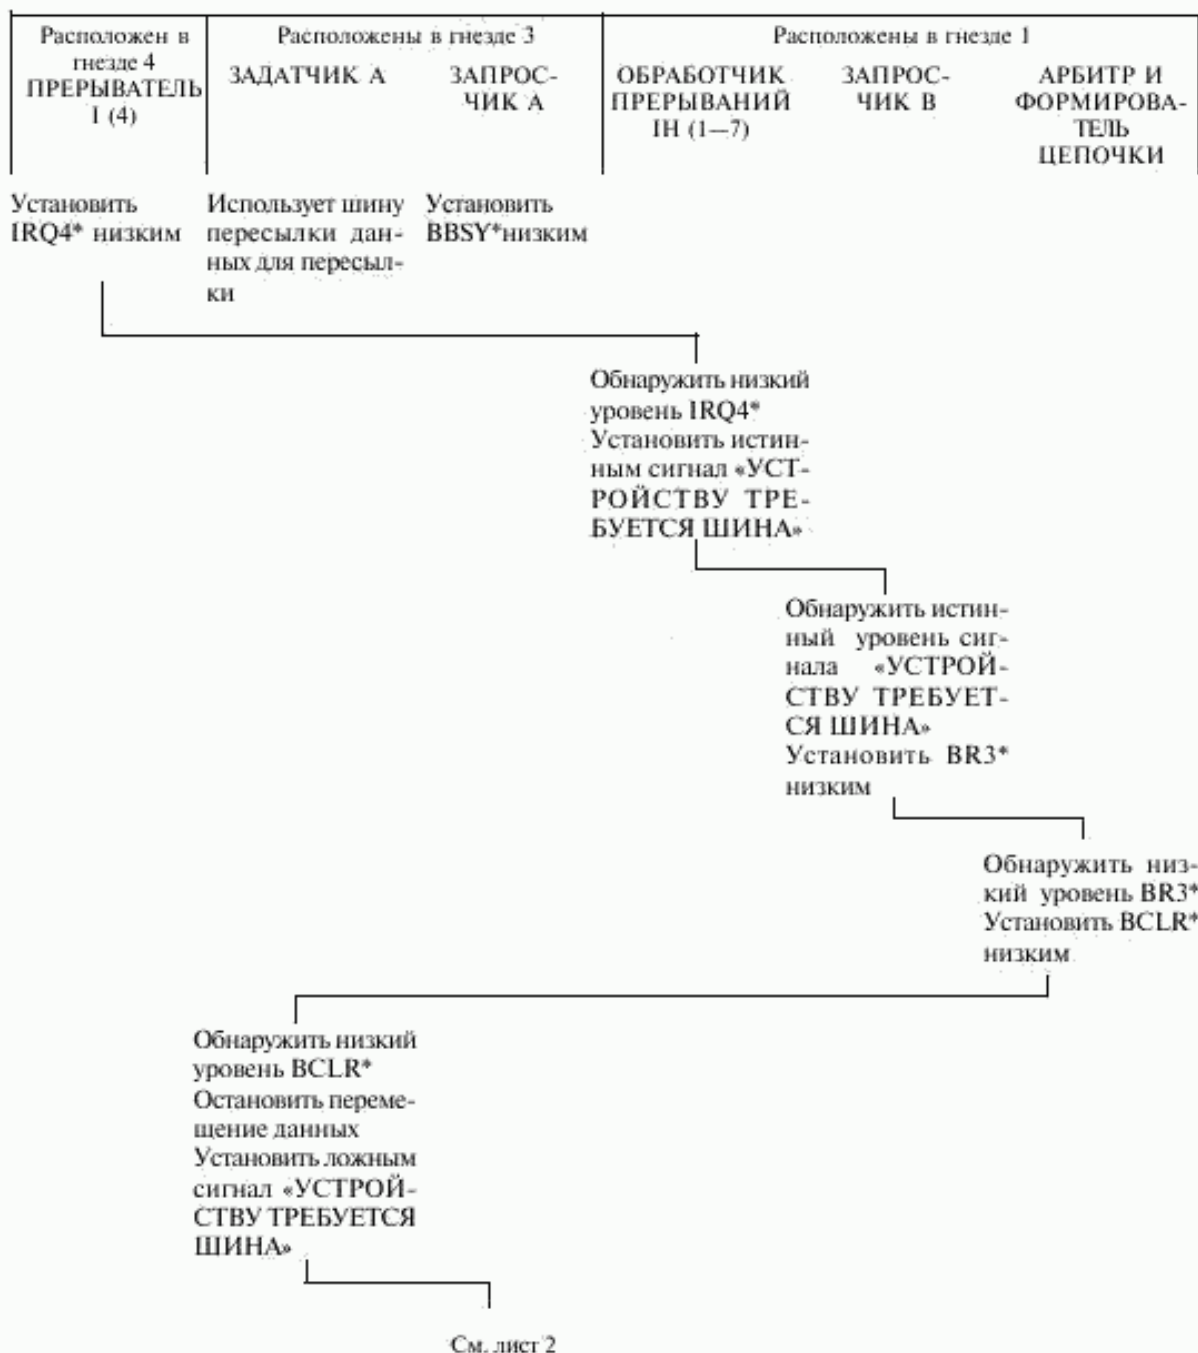 Расположен в
гнезде 4
ПРЕРЫВАТЕЛЬ
I (4)
Расположены в гнезде 3
ЗАДАТЧИК А
ЗАПРОС-
ЧИК А
Расположены в гнезде 1
ОБРАБОТЧИК
ПРЕРЫВАНИЙ
IH (1—7)
ЗАПРОС-
ЧИК В
АРБИТР И
ФОРМИРОВА-
ТЕЛЬ
ЦЕПОЧКИ
Установить
IRQ4* низким
Использует шину
пересылки дан-
ных для пересыл-
ки
Установить
BBSY*низким
Обнаружить низкий
уровень IRQ4*
Установить истин-
ным сигнал «УСТ-
РОЙСТВУ ТРЕ-
БУЕТСЯ ШИНА»
Обнаружить истин-
ный уровень сиг-
нала «УСТРОЙ-
СТВУ ТРЕБУЕТ-
СЯ ШИНА»
Установить BR3*
низким
Обнаружить низ-
кий уровень BR3*
Установить BCLR*
низким
Обнаружить низкий
уровень BCLR*
Остановить переме-
щение данных
Установить ложным
сигнал «УСТРОЙ-
СТВУ ТРЕБУЕТСЯ
ШИНА»
См. лист 2